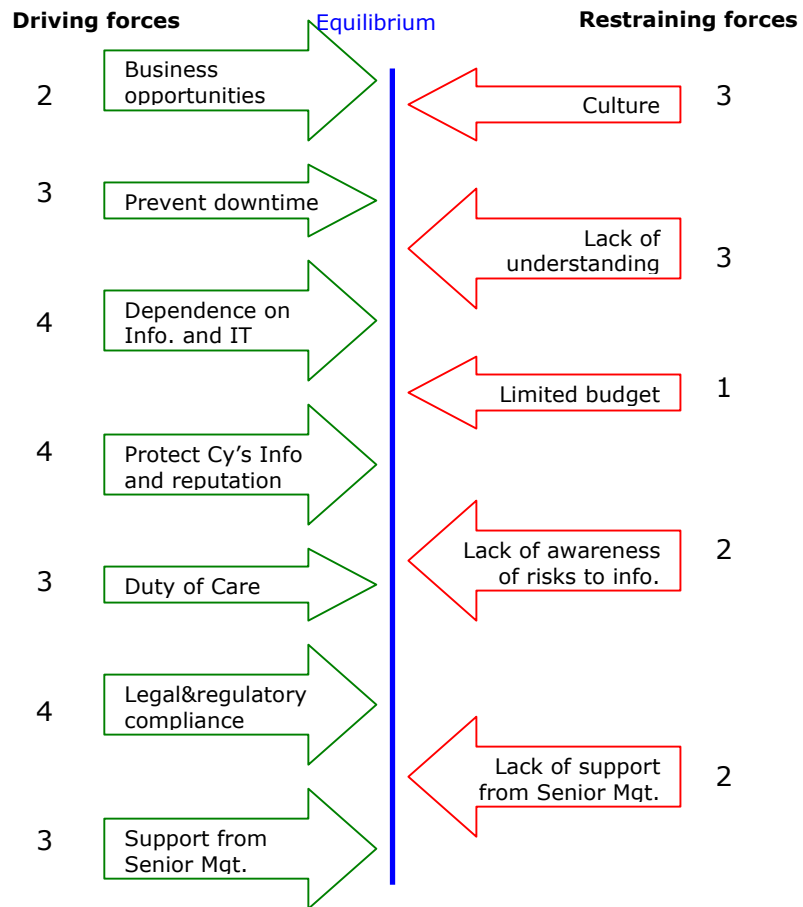 Driving forces
Equilibrium
Restraining forces
2
Business
opportunities
Culture
3
3
Prevent downtime
Lack of
understanding
3
4
Dependence on
Info. and IT
Limited budget
1
4
Protect Cy's Info
and reputation
Lack of awareness
of risks to info.
2
3
Duty of Care
4
Legal&regulatory
compliance
Lack of support
from Senior Mgt.
2
3
Support from
Senior Mgt.